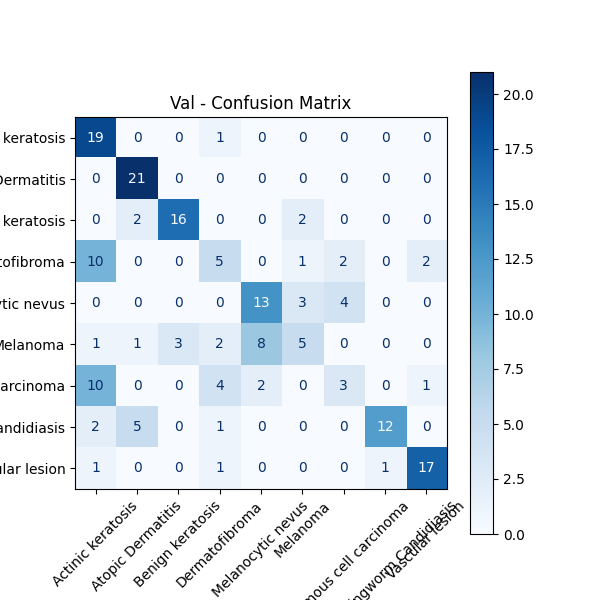 Val - Confusion Matrix
keratosis 19 0 0 1 0 0 0 0 0
Dermatitis 0 21 0 0 0 0 0 0 0
keratosis 0 2 16 0 0 2 0 0 0
tofibroma 10 0 0 5 0 1 2 0 2
ytic nevus 0 0 0 0 13 3 4 0 0
Melanoma 1 1 3 2 8 5 0 0 0
arcinoma 10 0 0 4 2 0 3 0 1
andidiasis 2 5 0 1 0 0 0 12 0
ular lesion 1 0 0 1 0 0 0 1 17
Actinic keratosis
Atopic Dermatitis
Benign keratosis
Dermatofibroma
Melanocytic nevus
Melanoma
mous cell carcinoma
ngworm Candidiasis
Vascular lesion
20.0
17.5
15.0
12.5
10.0
7.5
5.0
2.5
0.0